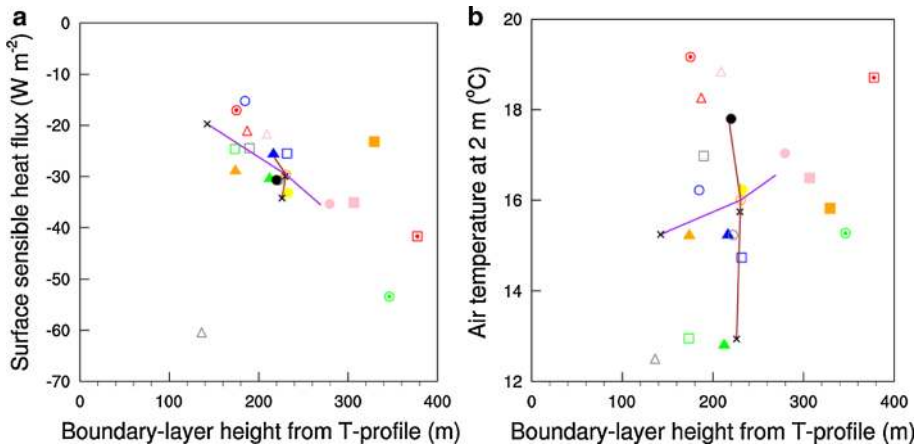 a
0
-10
-20
-30
-40
-50
-60
-70
0 100 200 300 400
Surface sensible heat flux (W m-2)
Boundary-layer height from T-profile (m)
b
20
18
16
14
12
0 100 200 300 400
Air temperature at 2 m (oC)
Boundary-layer height from T-profile (m)